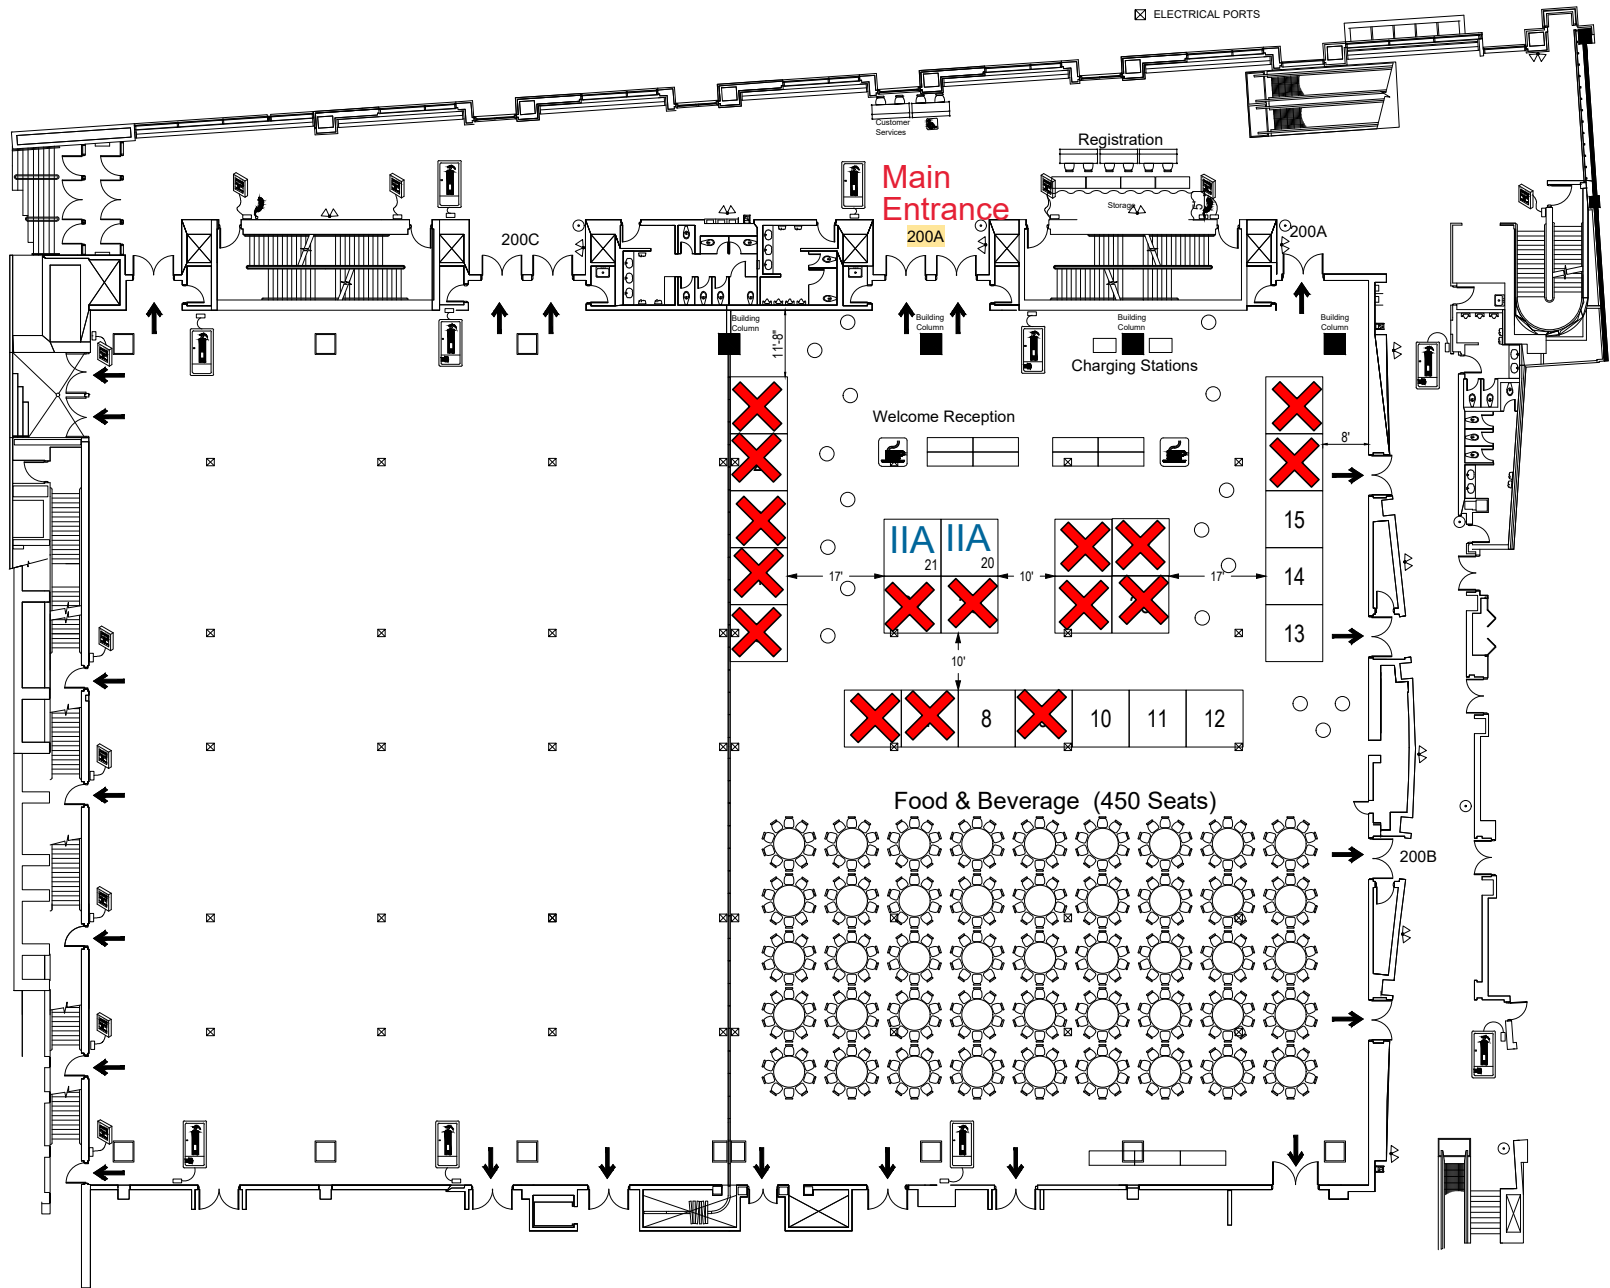 ELECTRICAL PORTS
Customer
Services
Registration
Main
Entrance
200A
Storage
200C
200A
Building
Column
Building
Column
Building
Column
Building
Column
11'-8"
Charging Stations
Welcome Reception
8'
15
IIA
21
IIA
20
17'
10'
17'
14
13
10'
8
10
11
12
Food & Beverage (450 Seats)
200B